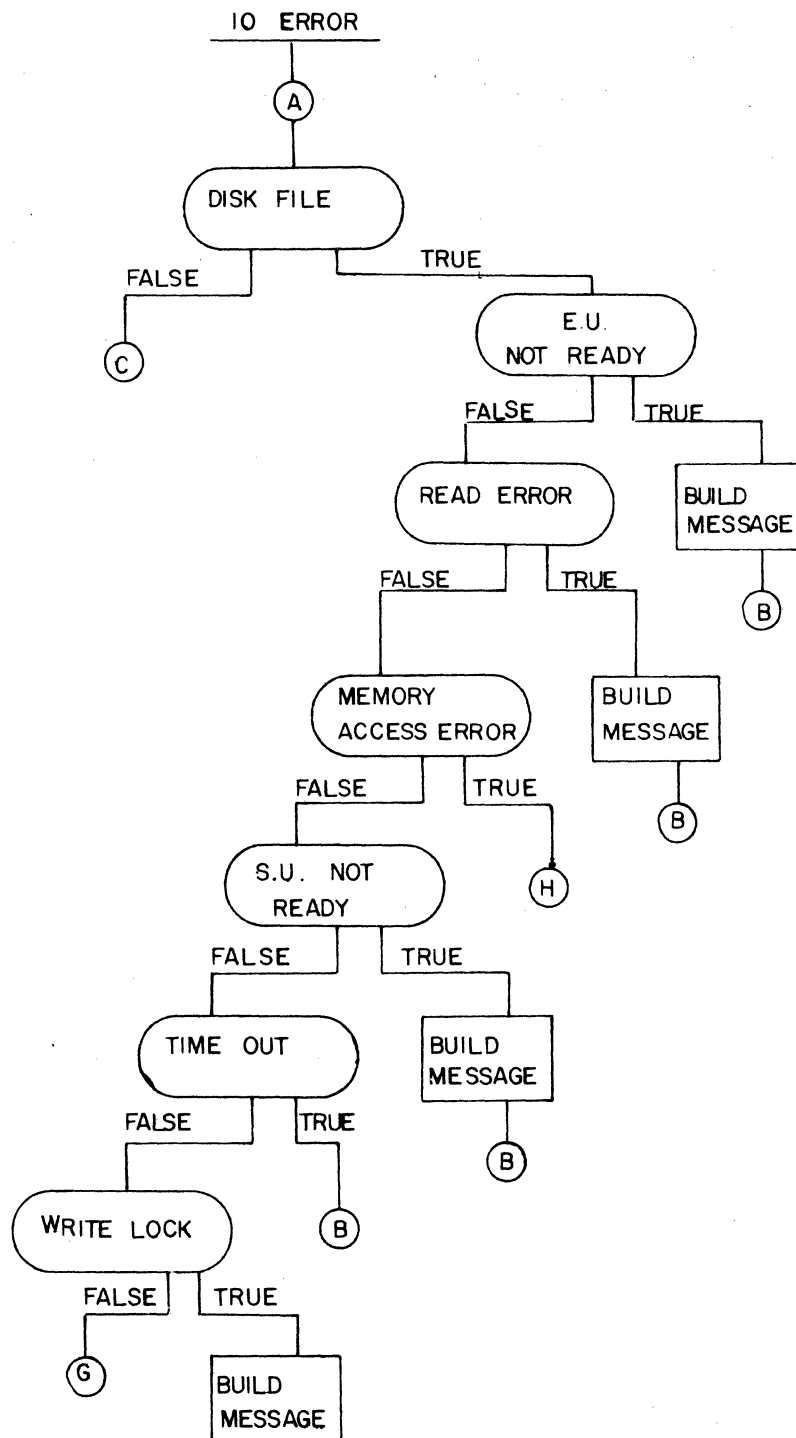 IO ERROR
A
DISK FILE
FALSE
TRUE
C
E.U.
NOT READY
FALSE
TRUE
READ ERROR
BUILD
MESSAGE
B
FALSE
TRUE
MEMORY
ACCESS ERROR
BUILD
MESSAGE
B
FALSE
TRUE
H
S.U. NOT
READY
FALSE
TRUE
TIME OUT
BUILD
MESSAGE
B
FALSE
TRUE
B
WRITE LOCK
FALSE
TRUE
G
BUILD
MESSAGE